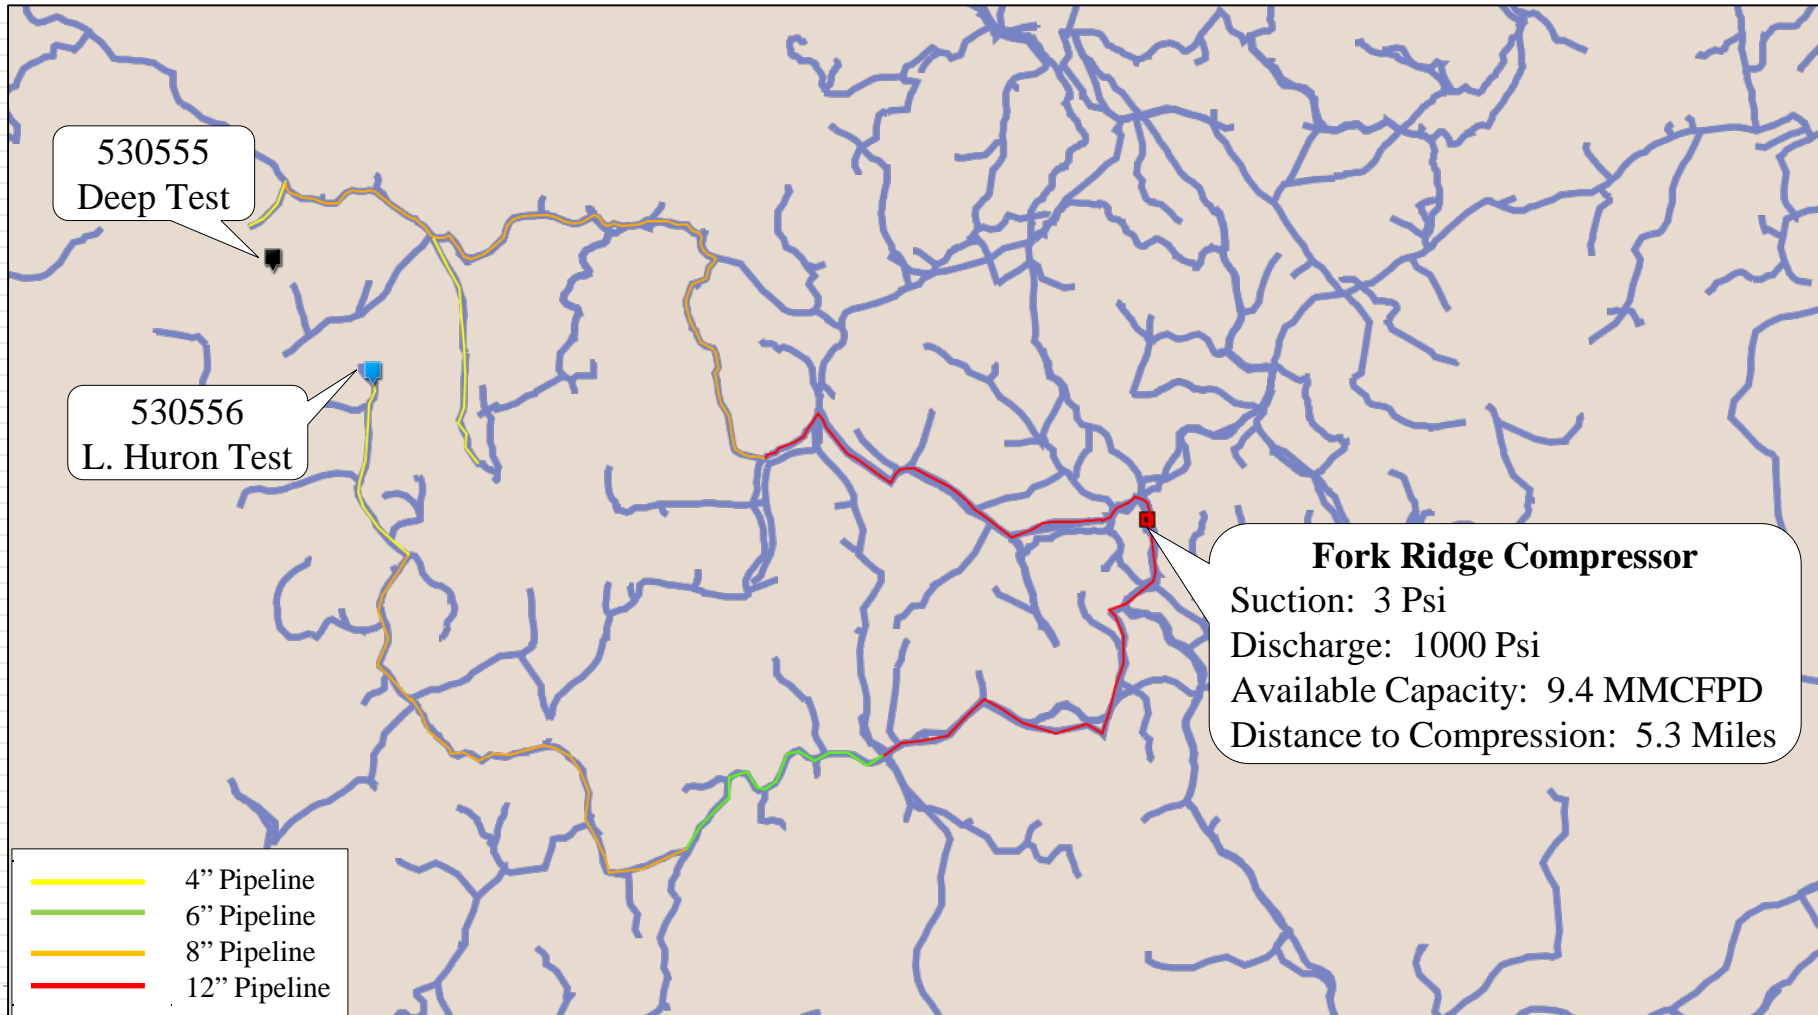 530555
Deep Test
530556
L. Huron Test
Fork Ridge Compressor
Suction: 3 Psi
Discharge: 1000 Psi
Available Capacity: 9.4 MMCFPD
Distance to Compression: 5.3 Miles
4” Pipeline
6” Pipeline
8” Pipeline
12” Pipeline